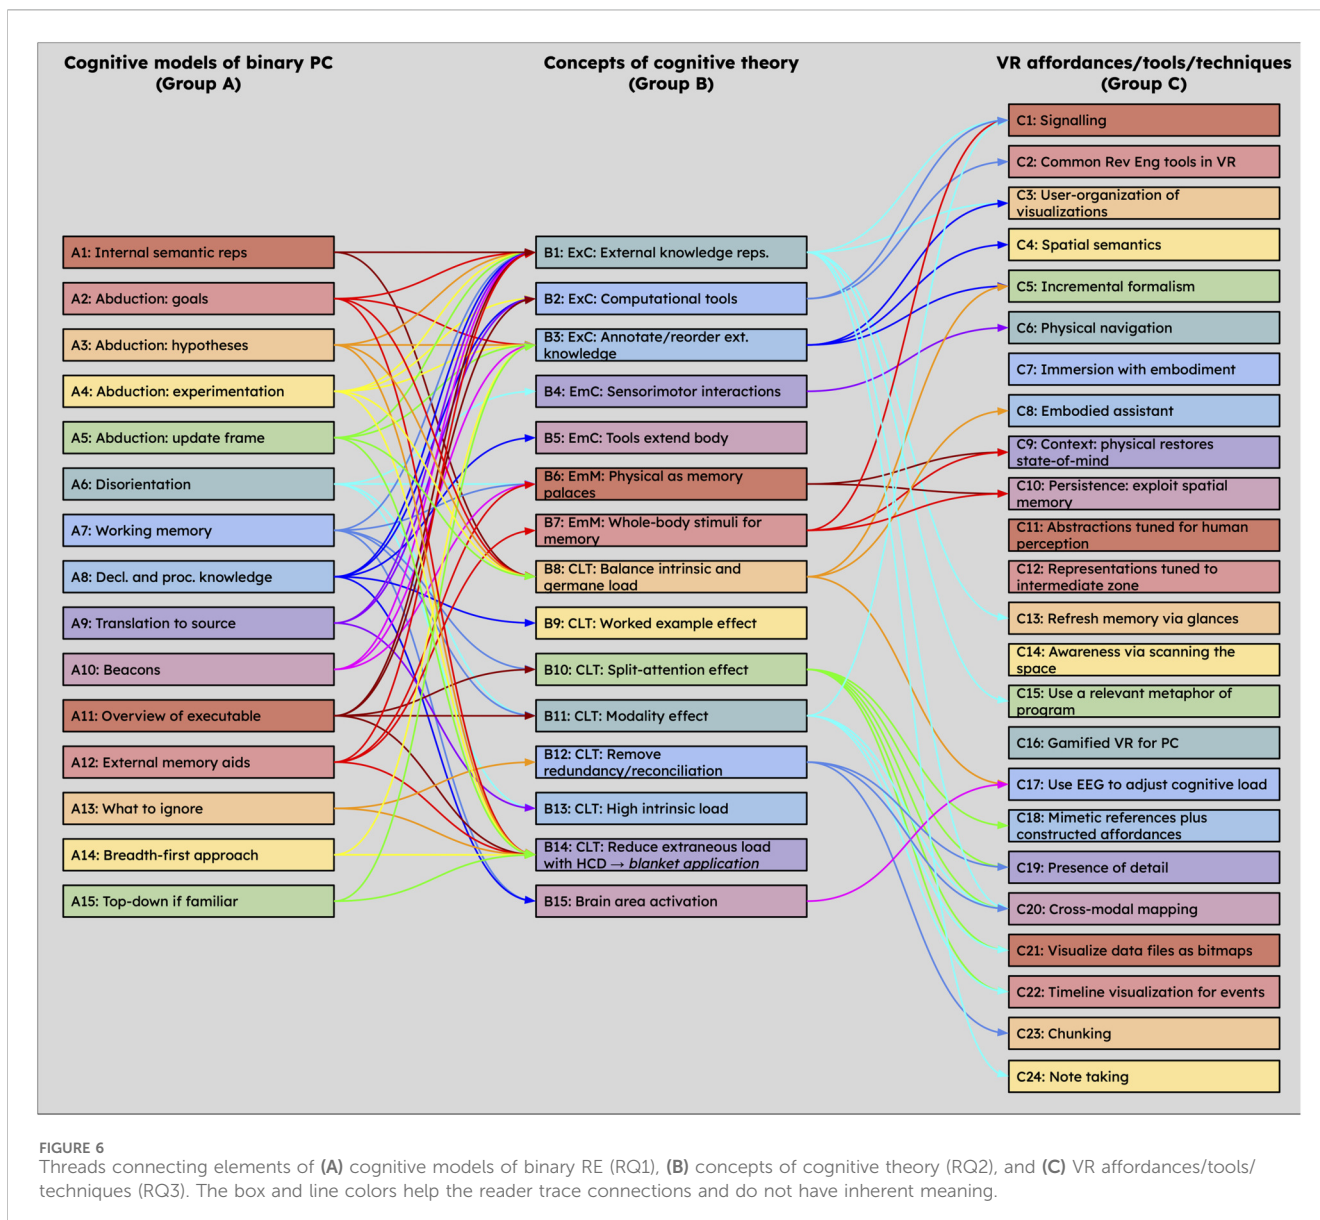 Cognitive models of binary PC
(Group A)
A1: Internal semantic reps
A2: Abduction: goals
A3: Abduction: hypotheses
A4: Abduction: experimentation
A5: Abduction: update frame
A6: Disorientation
A7: Working memory
A8: Decl. and proc. knowledge
A9: Translation to source
A10: Beacons
A11: Overview of executable
A12: External memory aids
A13: What to ignore
A14: Breadth-first approach
A15: Top-down if familiar
Concepts of cognitive theory
(Group B)
B1: ExC: External knowledge reps.
B2: ExC: Computational tools
B3: ExC: Annotate/reorder ext.
knowledge
B4: EmC: Sensorimotor interactions
B5: EmC: Tools extend body
B6: EmM: Physical as memory
palaces
B7: EmM: Whole-body stimuli for
memory
B8: CLT: Balance intrinsic and
germane load
B9: CLT: Worked example effect
B10: CLT: Split-attention effect
B11: CLT: Modality effect
B12: CLT: Remove
redundancy/reconciliation
B13: CLT: High intrinsic load
B14: CLT: Reduce extraneous load
with HCD → blanket application
B15: Brain area activation
VR affordances/tools/techniques
(Group C)
C1: Signalling
C2: Common Rev Eng tools in VR
C3: User-organization of
visualizations
C4: Spatial semantics
C5: Incremental formalism
C6: Physical navigation
C7: Immersion with embodiment
C8: Embodied assistant
C9: Context: physical restores
state-of-mind
C10: Persistence: exploit spatial
memory
C11: Abstractions tuned for human
perception
C12: Representations tuned to
intermediate zone
C13: Refresh memory via glances
C14: Awareness via scanning the
space
C15: Use a relevant metaphor of
program
C16: Gamified VR for PC
C17: Use EEG to adjust cognitive load
C18: Mimetic references plus
constructed affordances
C19: Presence of detail
C20: Cross-modal mapping
C21: Visualize data files as bitmaps
C22: Timeline visualization for events
C23: Chunking
C24: Note taking
FIGURE 6
Threads connecting elements of (A) cognitive models of binary RE (RQ1), (B) concepts of cognitive theory (RQ2), and (C) VR affordances/tools/
techniques (RQ3). The box and line colors help the reader trace connections and do not have inherent meaning.